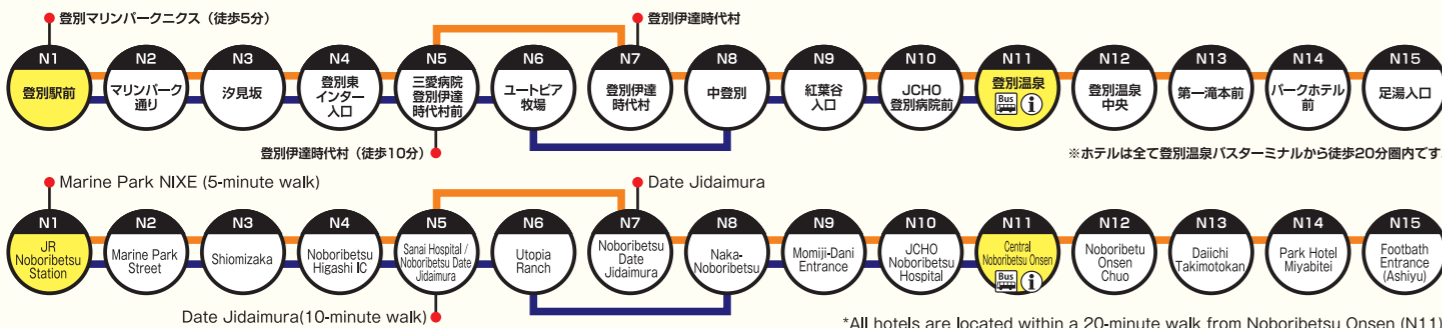 登別マリンパークニクス（徒歩5分）
登別伊達時代村
N1
登別駅前
N2
マリンパーク
通り
N3
汐見坂
N4
登別東
インター
入口
N5
三愛病院
登別伊達
時代村前
N6
ユートピア
牧場
N7
登別伊達
時代村
N8
中登別
N9
紅葉谷
入口
N10
JCHO
登別病院前
N11
登別温泉
Bus
i
N12
登別温泉
中央
N13
第一滝本前
N14
パークホテル
前
N15
足湯入口
登別伊達時代村（徒歩10分）
※ホテルは全て登別温泉バスターミナルから徒歩20分圏内です
Marine Park NIXE (5-minute walk)
Date Jidaimura
N1
JR
Noboribetsu
Station
N2
Marine Park
Street
N3
Shiomizaka
N4
Noboribetsu
Higashi IC
N5
Sanai Hospital /
Noboribetsu Date
Jidaimura
N6
Utopia
Ranch
N7
Noboribetsu
Date
Jidaimura
N8
Naka-
Noboribetsu
N9
Momiji-Dani
Entrance
N10
JCHO
Noboribetsu
Hospital
N11
Central
Noboribetsu Onsen
Bus
i
N12
Noboribetu
Onsen
Chuo
N13
Daiichi
Takimotokan
N14
Park Hotel
Miyabitei
N15
Footbath
Entrance
(Ashiyu)
Date Jidaimura(10-minute walk)
*All hotels are located within a 20-minute walk from Noboribetsu Onsen (N11)